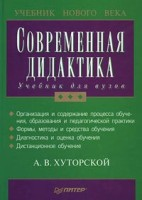 УЧЕБНИК НОВОГО ВЕКА
СОВРЕМЕННАЯ
ДИДАКТИКА
Учебник для вузов
Организация и содержание процесса обуче-
ния, образования и педагогической практики
Формы, методы и средства обучения
Диагностика и оценка обучения
Дистанционное обучение
А. В. ХУТОРСКОЙ
ПИТЕР